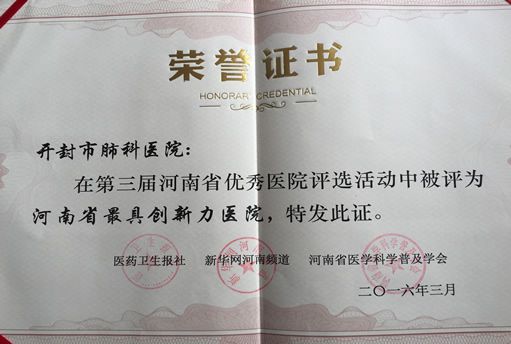 荣誉证书
HONORARY CREDENTIAL
开封市肺科医院：
在第三届河南省优秀医院评选活动中被评为
河南省最具创新力医院，特发此证。
医药卫生报社 新华网河南频道 河南省医学科学普及学会
二〇一六年三月